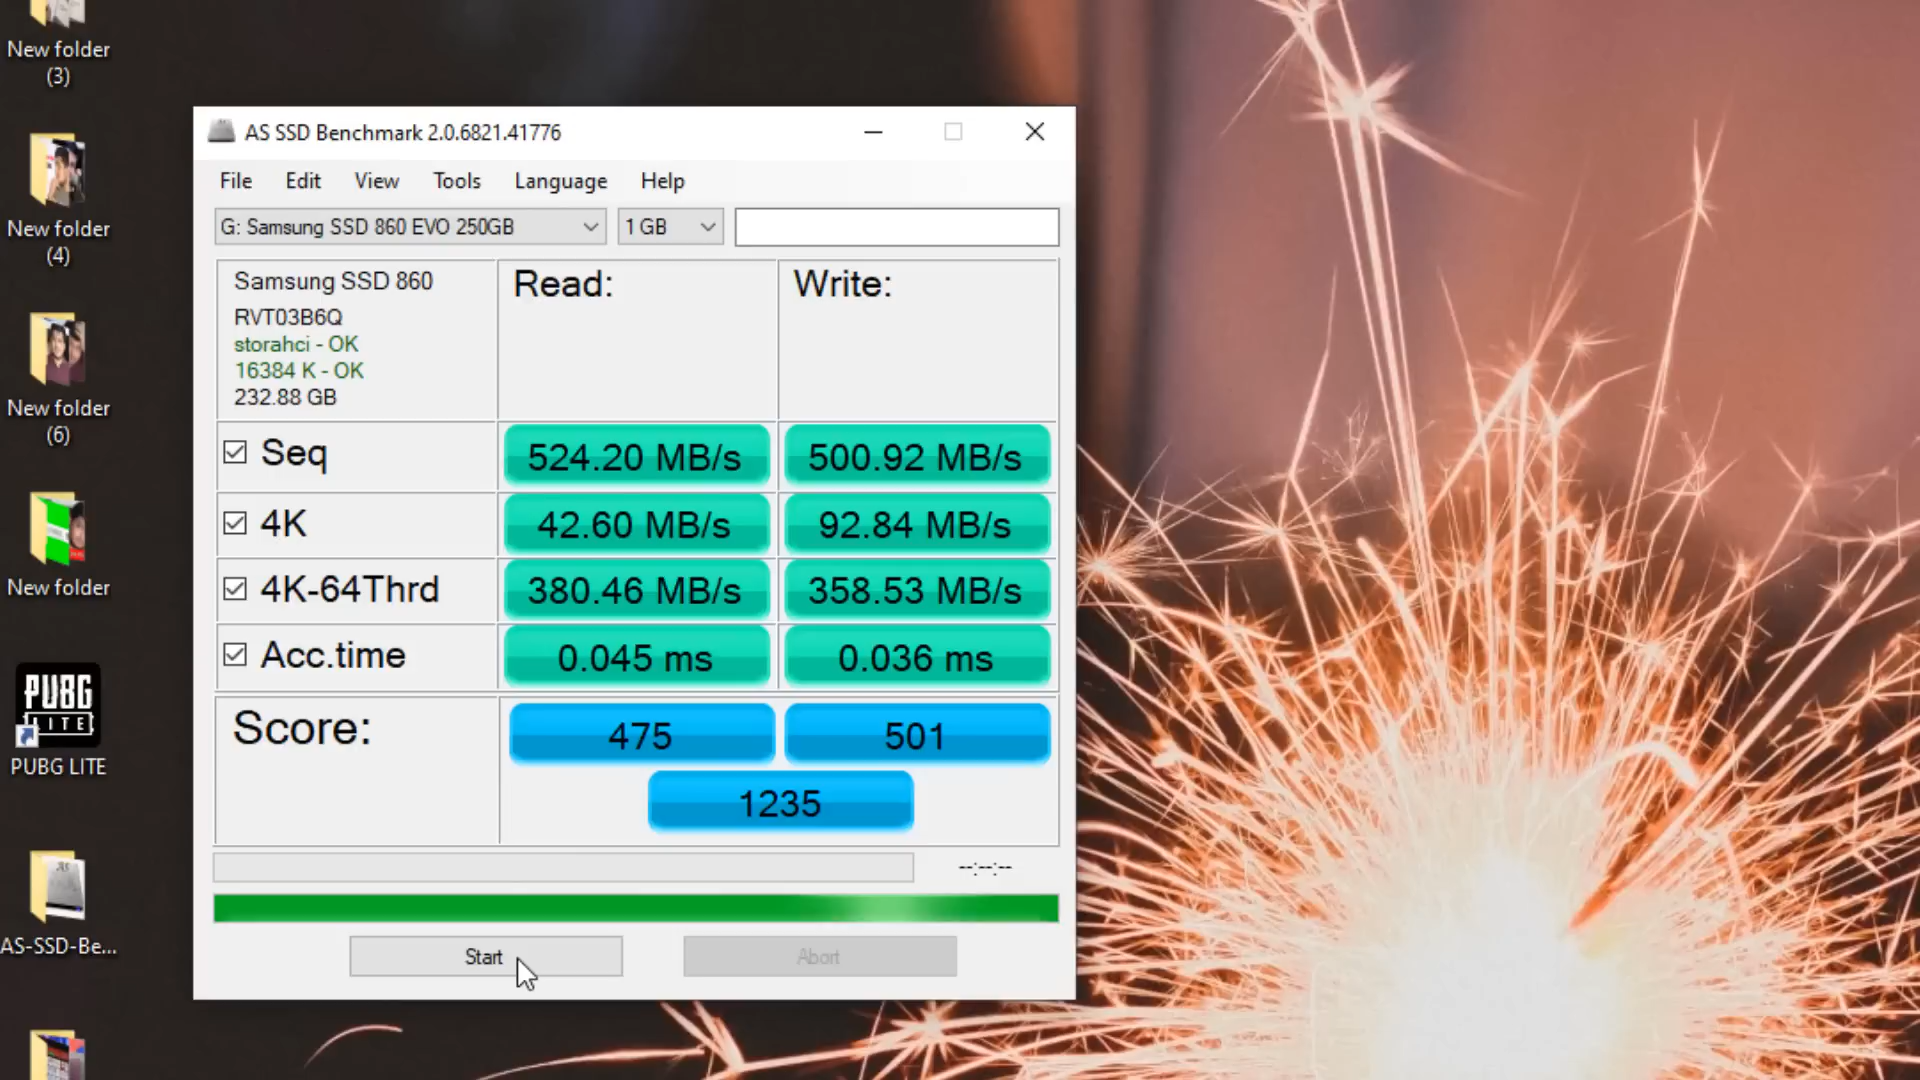 New folder
(3)
New folder
(4)
New folder
(6)
New folder
PUBG
LITE
PUBG LITE
AS
AS-SSD-Be...
AS SSD Benchmark 2.0.6821.41776
File Edit View Tools Language Help
G: Samsung SSD 860 EVO 250GB 1 GB
Samsung SSD 860
RVT03B6Q
storahci - OK
16384 K - OK
232.88 GB
Read: Write:
Seq 524.20 MB/s 500.92 MB/s
4K 42.60 MB/s 92.84 MB/s
4K-64Thrd 380.46 MB/s 358.53 MB/s
Acc.time 0.045 ms 0.036 ms
Score: 475 501
1235
--:--:--
Start Abort